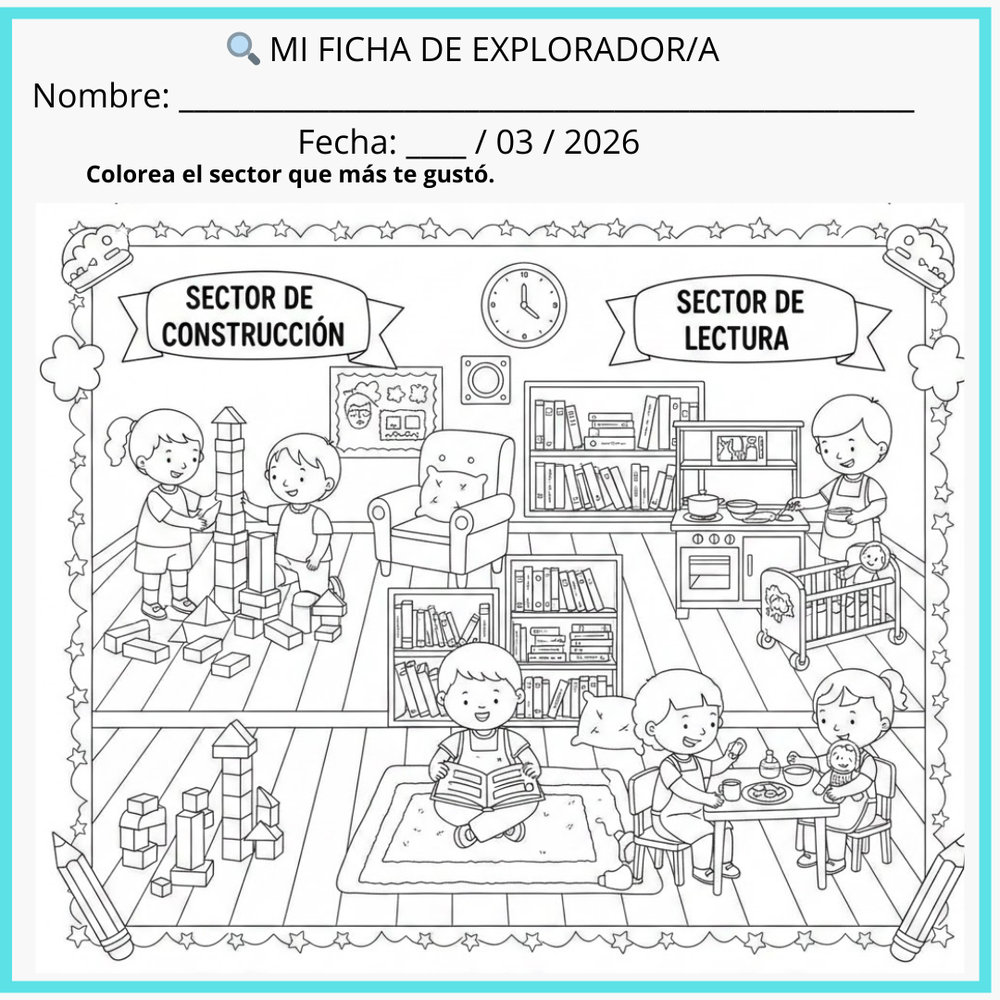 MI FICHA DE EXPLORADOR/A
Nombre: ____________________________________________
Fecha: ____ / 03 / 2026
Colorea el sector que más te gustó.
SECTOR DE
CONSTRUCCIÓN
SECTOR DE
LECTURA
10